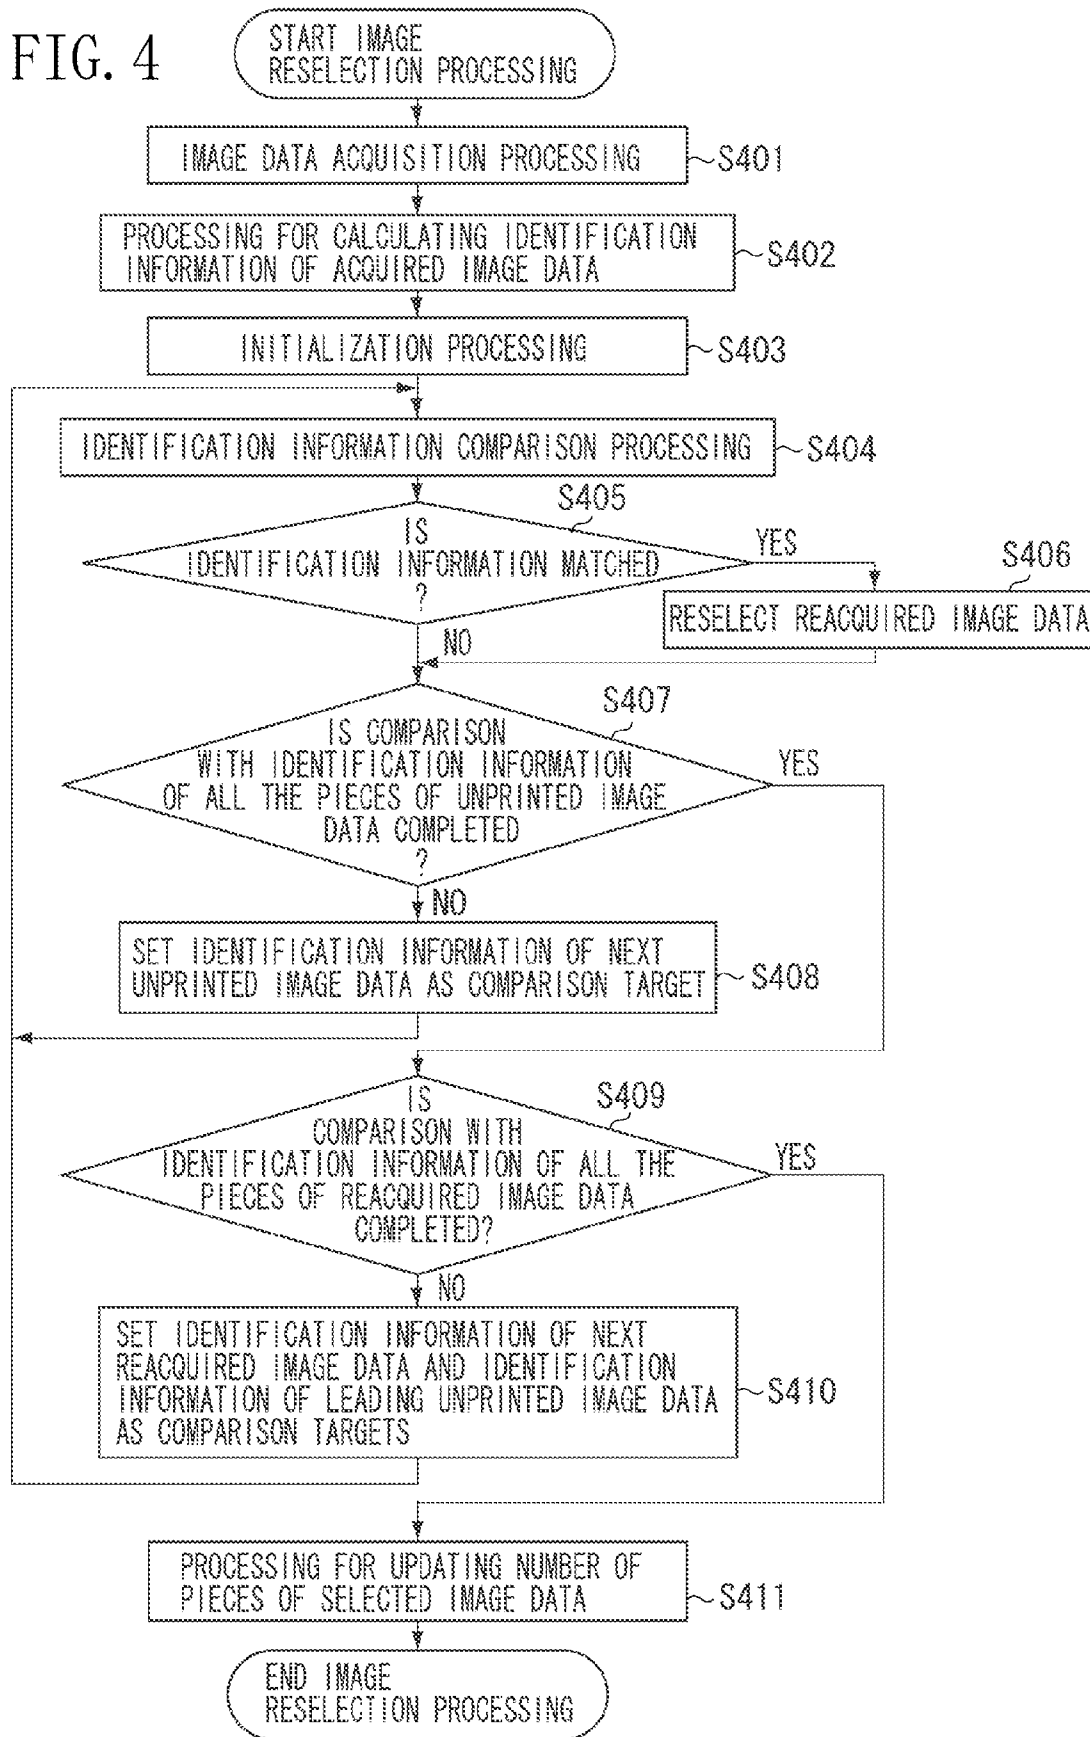 FIG. 4
START IMAGE
RESELECTION PROCESSING
IMAGE DATA ACQUISITION PROCESSING
S401
PROCESSING FOR CALCULATING IDENTIFICATION
INFORMATION OF ACQUIRED IMAGE DATA
S402
INITIALIZATION PROCESSING
S403
IDENTIFICATION INFORMATION COMPARISON PROCESSING
S404
S405
IS
IDENTIFICATION INFORMATION MATCHED
?
YES
S406
RESELECT REACQUIRED IMAGE DATA
NO
S407
IS COMPARISON
WITH IDENTIFICATION INFORMATION
OF ALL THE PIECES OF UNPRINTED IMAGE
DATA COMPLETED
?
YES
NO
SET IDENTIFICATION INFORMATION OF NEXT
UNPRINTED IMAGE DATA AS COMPARISON TARGET
S408
S409
IS
COMPARISON WITH
IDENTIFICATION INFORMATION OF ALL THE
PIECES OF REACQUIRED IMAGE DATA
COMPLETED?
YES
NO
SET IDENTIFICATION INFORMATION OF NEXT
REACQUIRED IMAGE DATA AND IDENTIFICATION
INFORMATION OF LEADING UNPRINTED IMAGE DATA
AS COMPARISON TARGETS
S410
PROCESSING FOR UPDATING NUMBER OF
PIECES OF SELECTED IMAGE DATA
S411
END IMAGE
RESELECTION PROCESSING